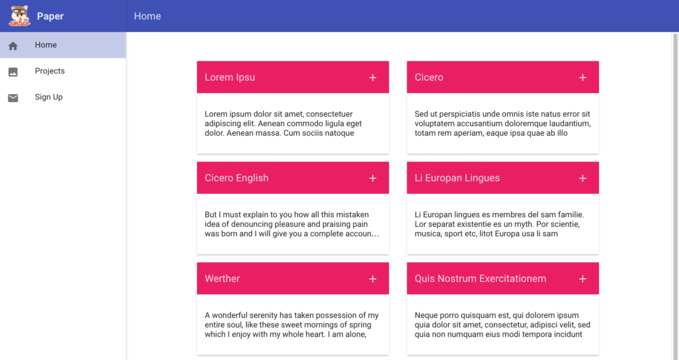 Paper
Home
Home
Projects
Sign Up
Lorem Ipsu
Lorem ipsum dolor sit amet, consectetuer
adipiscing elit. Aenean commodo ligula eget
dolor. Aenean massa. Cum sociis natoque
Cicero
Sed ut perspiciatis unde omnis iste natus error sit
voluptatem accusantium doloremque laudantium,
totam rem aperiam, eaque ipsa quae ab illo
Cicero English
But I must explain to you how all this mistaken
idea of denouncing pleasure and praising pain
was born and I will give you a complete accoun...
Li Europan Lingues
Li Europan lingues es membres del sam familie.
Lor separat existentie es un myth. Por scientie,
musica, sport etc, litot Europa usa li sam
Werther
A wonderful serenity has taken possession of my
entire soul, like these sweet mornings of spring
which I enjoy with my whole heart. I am alone,
Quis Nostrum Exercitationem
Neque porro quisquam est, qui dolorem ipsum
quia dolor sit amet, consectetur, adipisci velit, sed
quia non numquam eius modi tempora incidunt